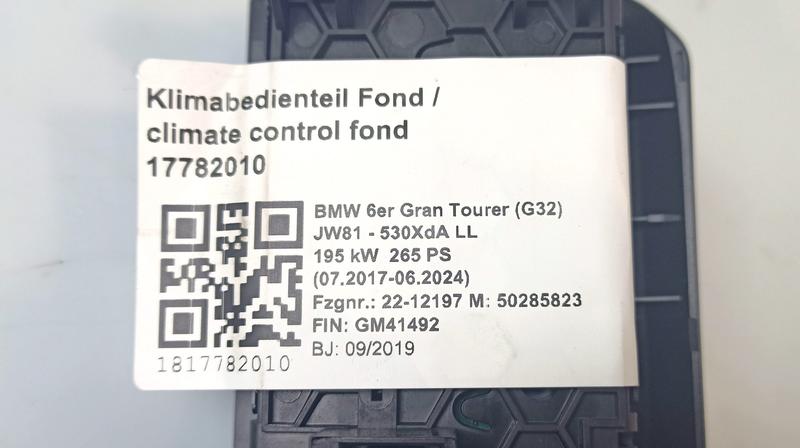 Klimabedienteil Fond /
climate control fond
17782010
BMW 6er Gran Tourer (G32)
JW81 - 530XdA LL
195 kW 265 PS
(07.2017-06.2024)
Fzgnr.: 22-12197 M: 50285823
FIN: GM41492
BJ: 09/2019
1817782010